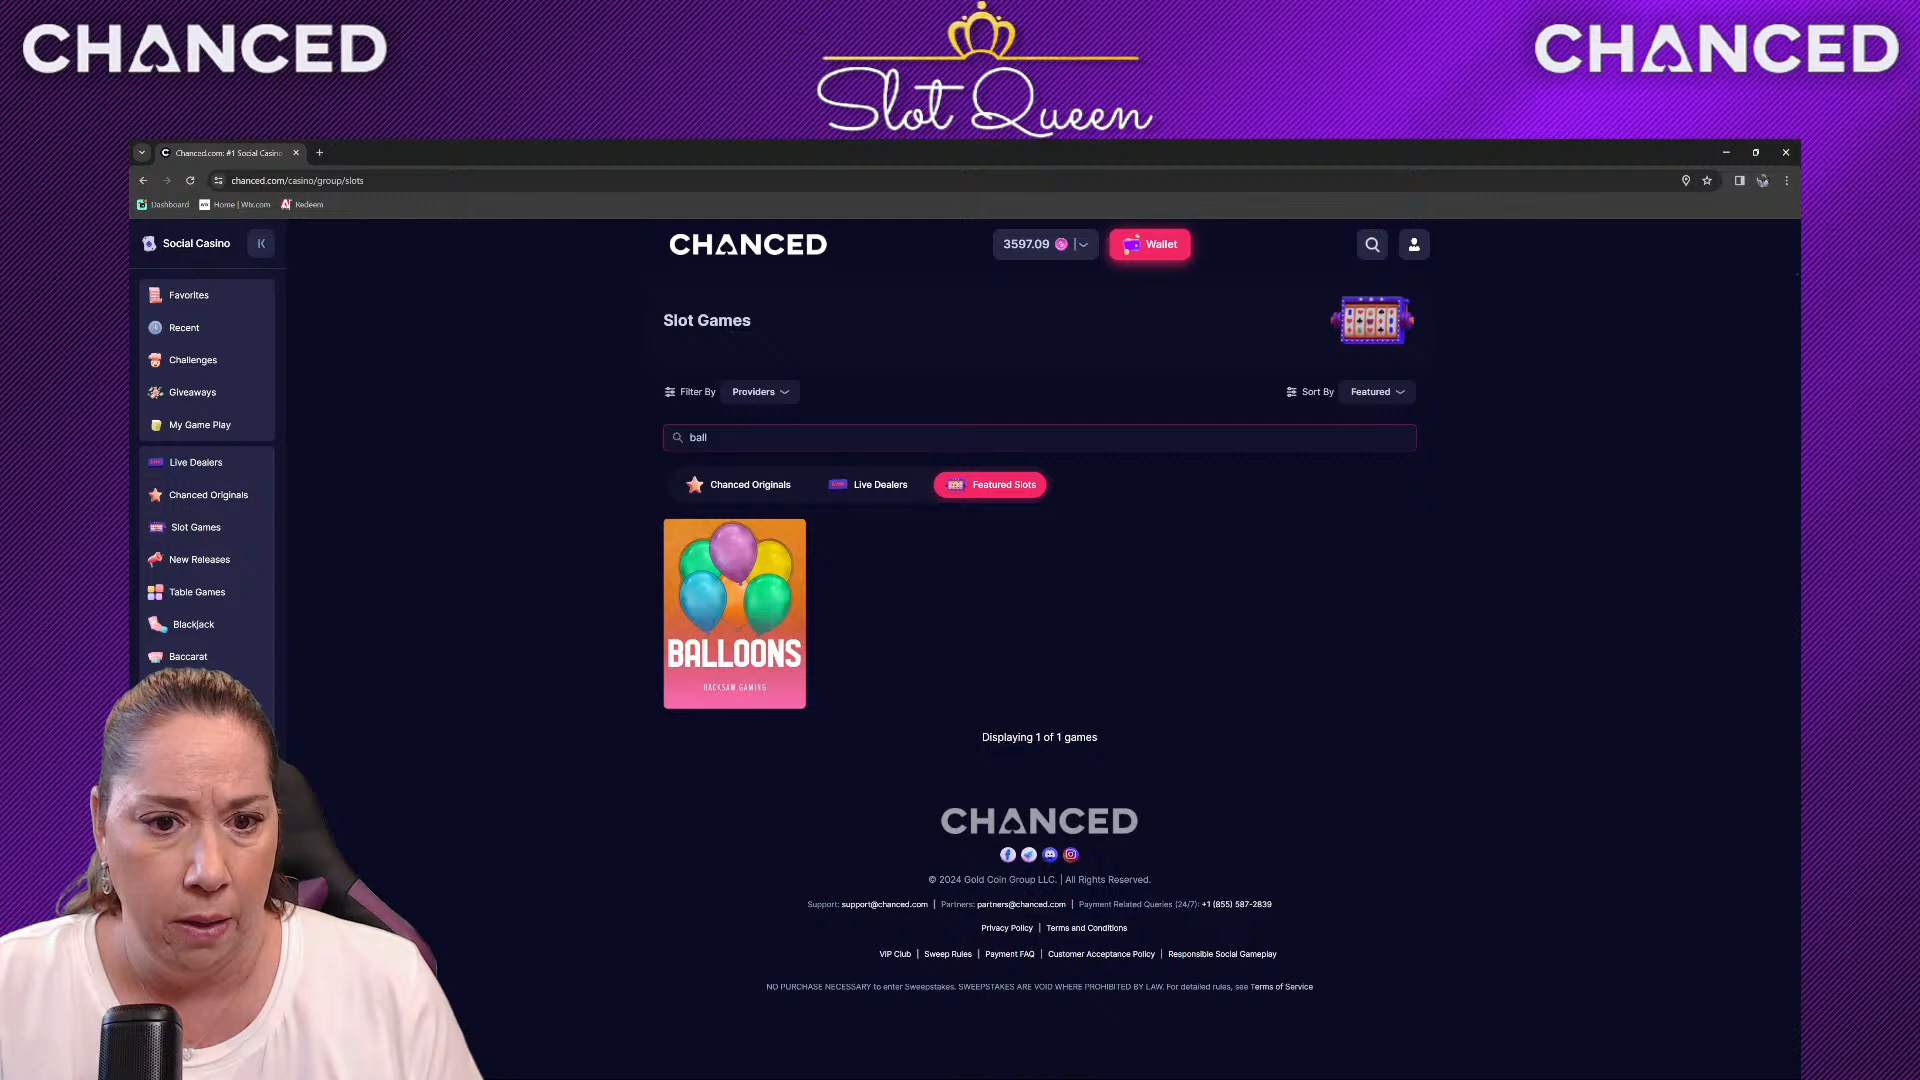 CHANCED
Slot Queen
CHANCED
Chanced.com: #1 Social Casino
chanced.com/casino/group/slots
Dashboard
Home | Wix.com
Redeem
Social Casino
CHANCED
3597.09
Wallet
Favorites
Recent
Challenges
Giveaways
My Game Play
Live Dealers
Chanced Originals
Slot Games
New Releases
Table Games
Blackjack
Baccarat
Slot Games
Filter By
Providers
Sort By
Featured
ball
Chanced Originals
LIVE
Live Dealers
Featured Slots
BALLOONS
HACKSAW GAMING
Displaying 1 of 1 games
CHANCED
© 2024 Gold Coin Group LLC. | All Rights Reserved.
Support: support@chanced.com | Partners: partners@chanced.com | Payment Related Queries (24/7): +1 (855) 587-2839
Privacy Policy | Terms and Conditions
VIP Club | Sweep Rules | Payment FAQ | Customer Acceptance Policy | Responsible Social Gameplay
NO PURCHASE NECESSARY to enter Sweepstakes. SWEEPSTAKES ARE VOID WHERE PROHIBITED BY LAW. For detailed rules, see Terms of Service